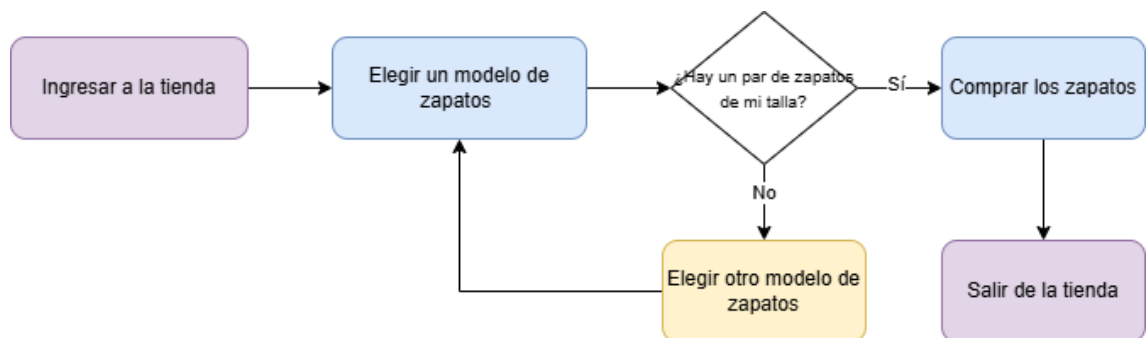 Ingresar a la tienda
Elegir un modelo de
zapatos
¿Hay un par de zapatos
de mi talla?
Sí
Comprar los zapatos
No
Elegir otro modelo de
zapatos
Salir de la tienda